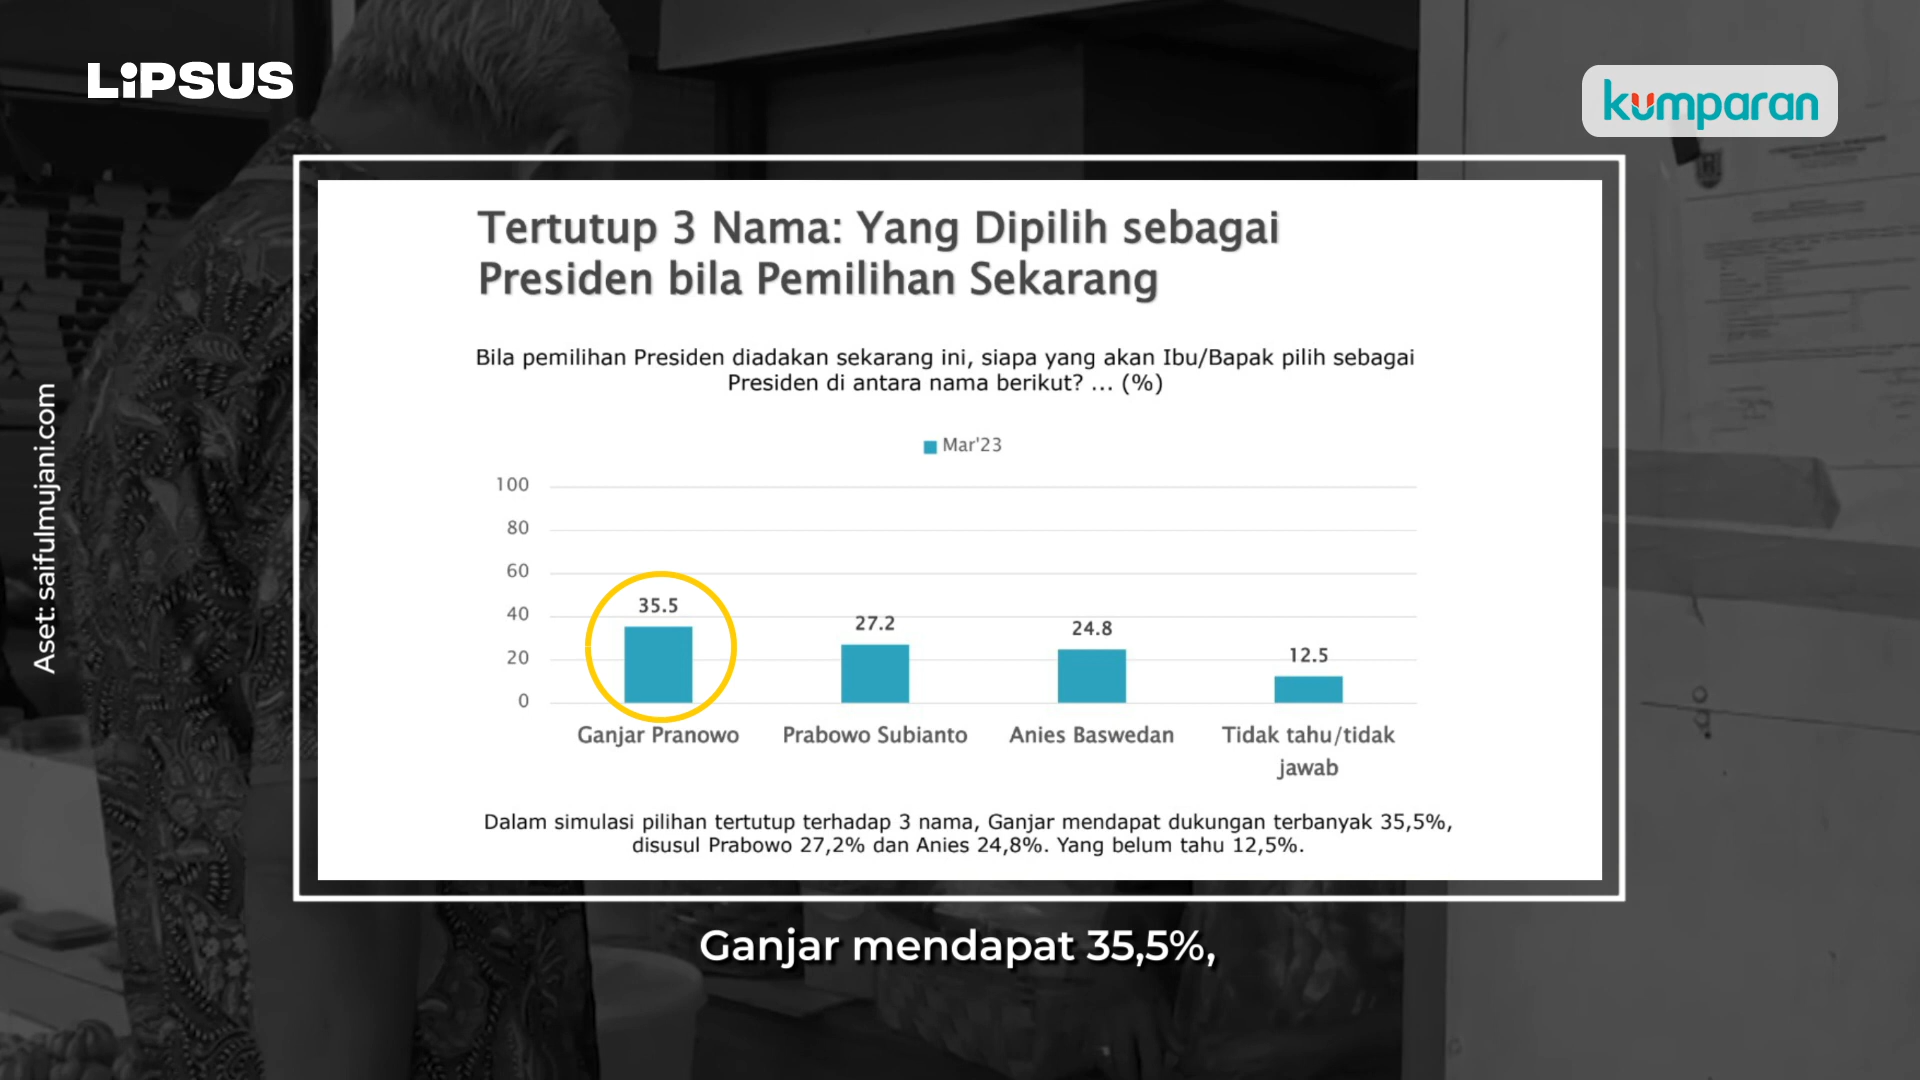 LiPSUS
kumparan
Tertutup 3 Nama: Yang Dipilih sebagai
Presiden bila Pemilihan Sekarang
Bila pemilihan Presiden diadakan sekarang ini, siapa yang akan Ibu/Bapak pilih sebagai
Presiden di antara nama berikut? ... (%)
Mar'23
100
80
60
40
20
0
35.5
27.2
24.8
12.5
Ganjar Pranowo
Prabowo Subianto
Anies Baswedan
Tidak tahu/tidak
jawab
Dalam simulasi pilihan tertutup terhadap 3 nama, Ganjar mendapat dukungan terbanyak 35,5%,
disusul Prabowo 27,2% dan Anies 24,8%. Yang belum tahu 12,5%.
Aset: saifulmujani.com
Ganjar mendapat 35,5%,